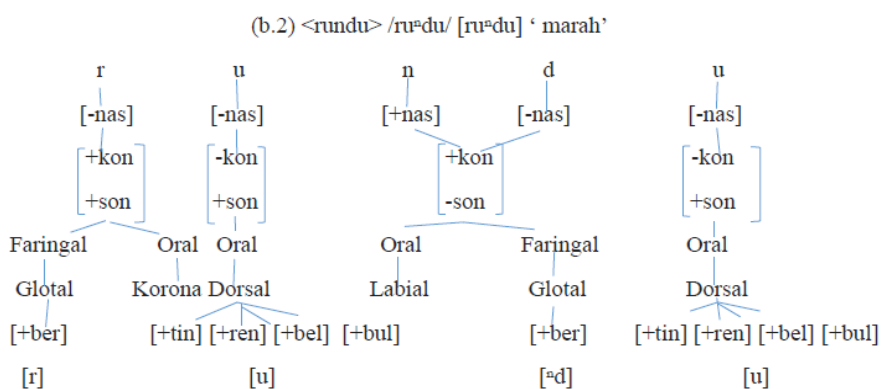 (b.2) <rundu> /ruⁿdu/ [ruⁿdu] ‘ marah’
r u n d u
[-nas] [-nas] [+nas] [-nas] [-nas]
+kon -kon +kon -kon
+son +son -son +son
Faringal Oral Oral Oral Faringal Oral
Glotal Korona Dorsal Labial Glotal Dorsal
[+ber] [+tin] [+ren] [+bel] [+bul] [+ber] [+tin] [+ren] [+bel] [+bul]
[r] [u] [ⁿd] [u]